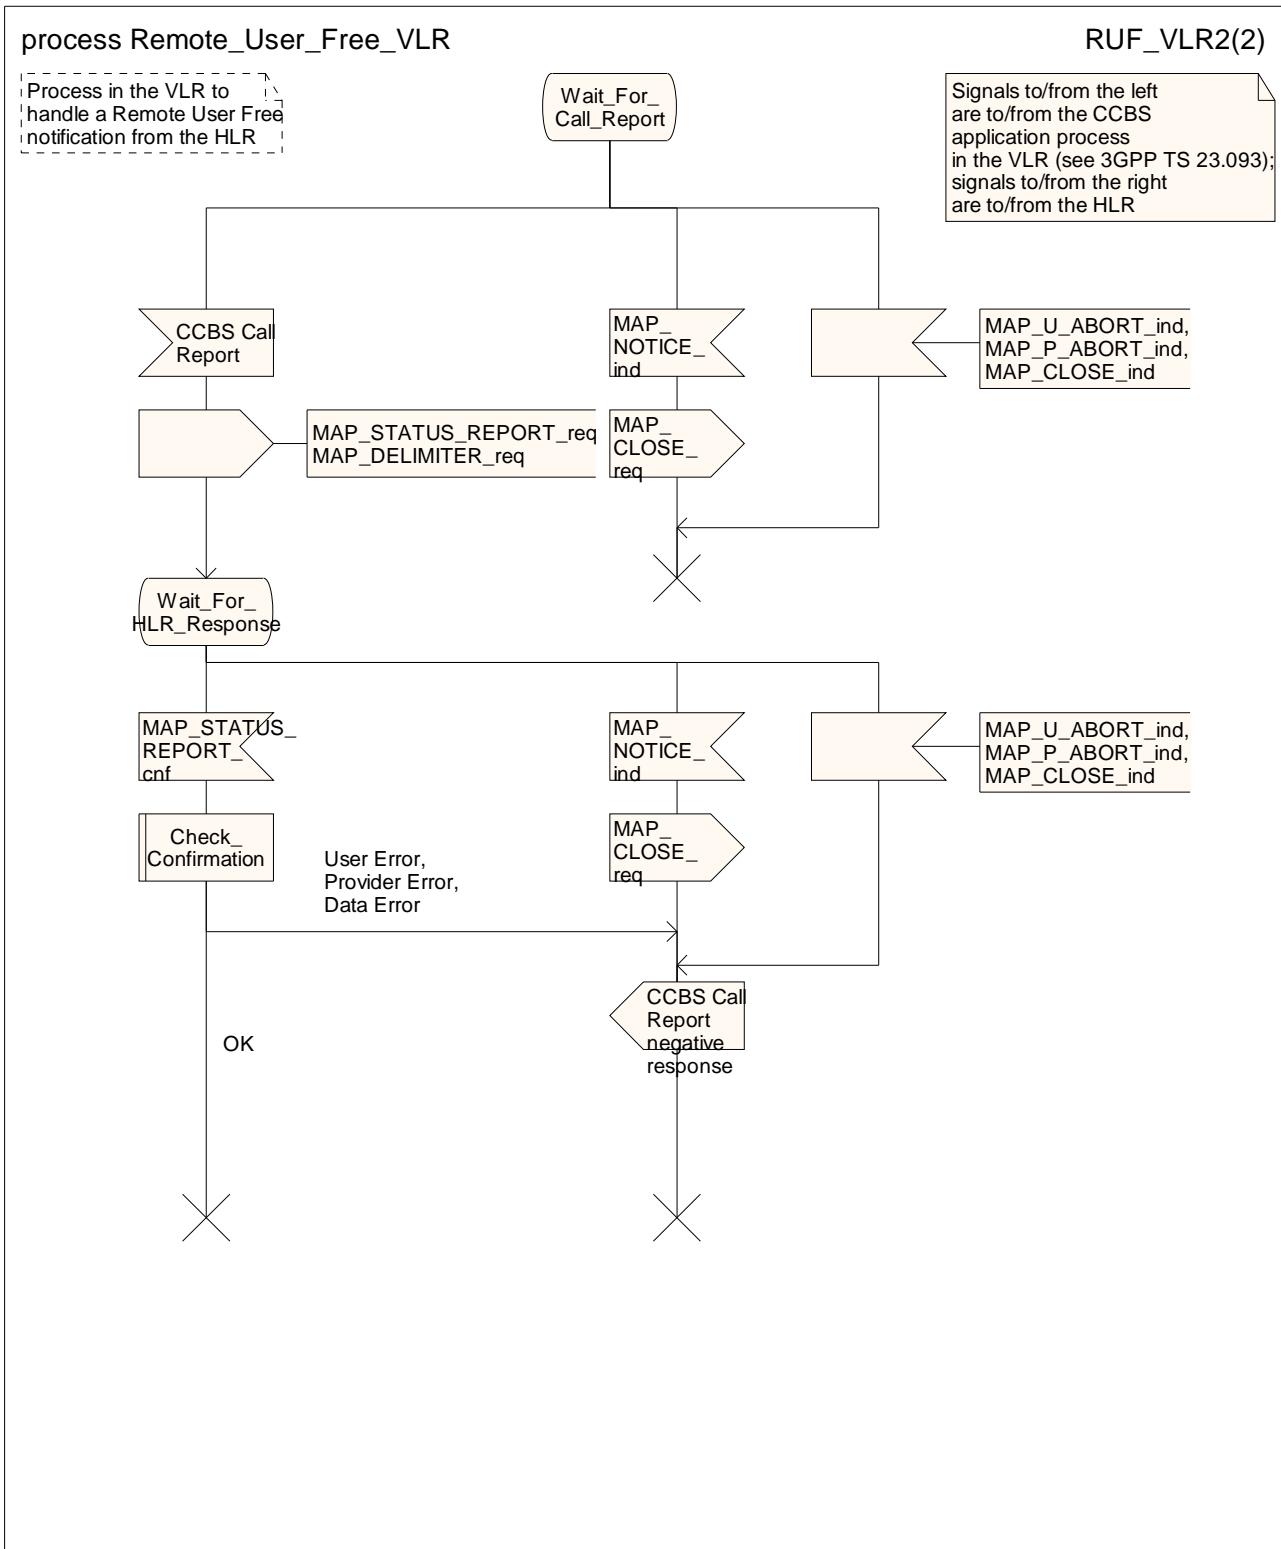 process Remote_User_Free_VLR
RUF_VLR2(2)
Process in the VLR to
handle a Remote User Free
notification from the HLR
Wait_For_
Call_Report
Signals to/from the left
are to/from the CCBS
application process
in the VLR (see 3GPP TS 23.093);
signals to/from the right
are to/from the HLR
CCBS Call
Report
MAP_
NOTICE_
ind
MAP_U_ABORT_ind,
MAP_P_ABORT_ind,
MAP_CLOSE_ind
MAP_STATUS_REPORT_req
MAP_DELIMITER_req
MAP_
CLOSE_
req
Wait_For_
HLR_Response
MAP_STATUS_
REPORT_
cnf
MAP_
NOTICE_
ind
MAP_U_ABORT_ind,
MAP_P_ABORT_ind,
MAP_CLOSE_ind
Check_
Confirmation
User Error,
Provider Error,
Data Error
MAP_
CLOSE_
req
CCBS Call
Report
negative
response
OK